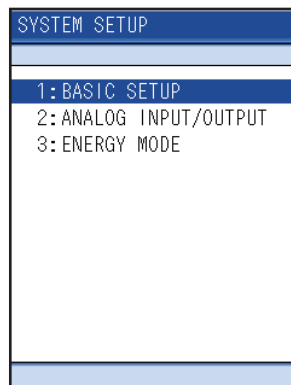 SYSTEM SETUP
1:BASIC SETUP
2:ANALOG INPUT/OUTPUT
3:ENERGY MODE